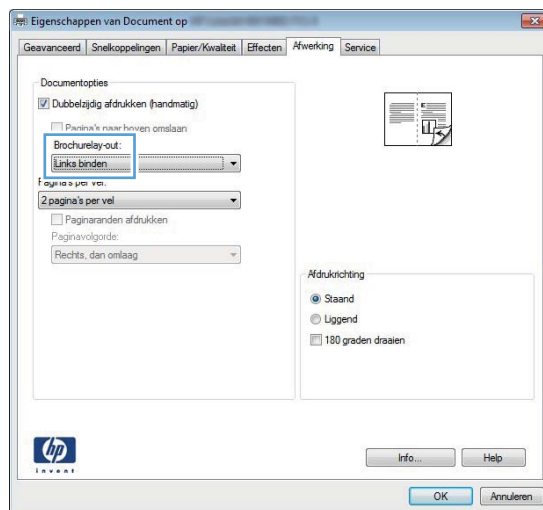 Eigenschappen van Document op
Geavanceerd Snelkoppelingen Papier/Kwaliteit Effecten Afwerking Service
Documentopties
Dubbelzijdig afdrukken (handmatig)
Pagina's naar boven omslaan
Brochurelay-out:
Links binden
Pagina's per vel:
2 pagina's per vel
Paginaranden afdrukken
Paginavolgorde:
Rechts, dan omlaag
Afdrukrichting
Staand
Liggend
180 graden draaien
hp
invent
Info... Help
OK Annuleren